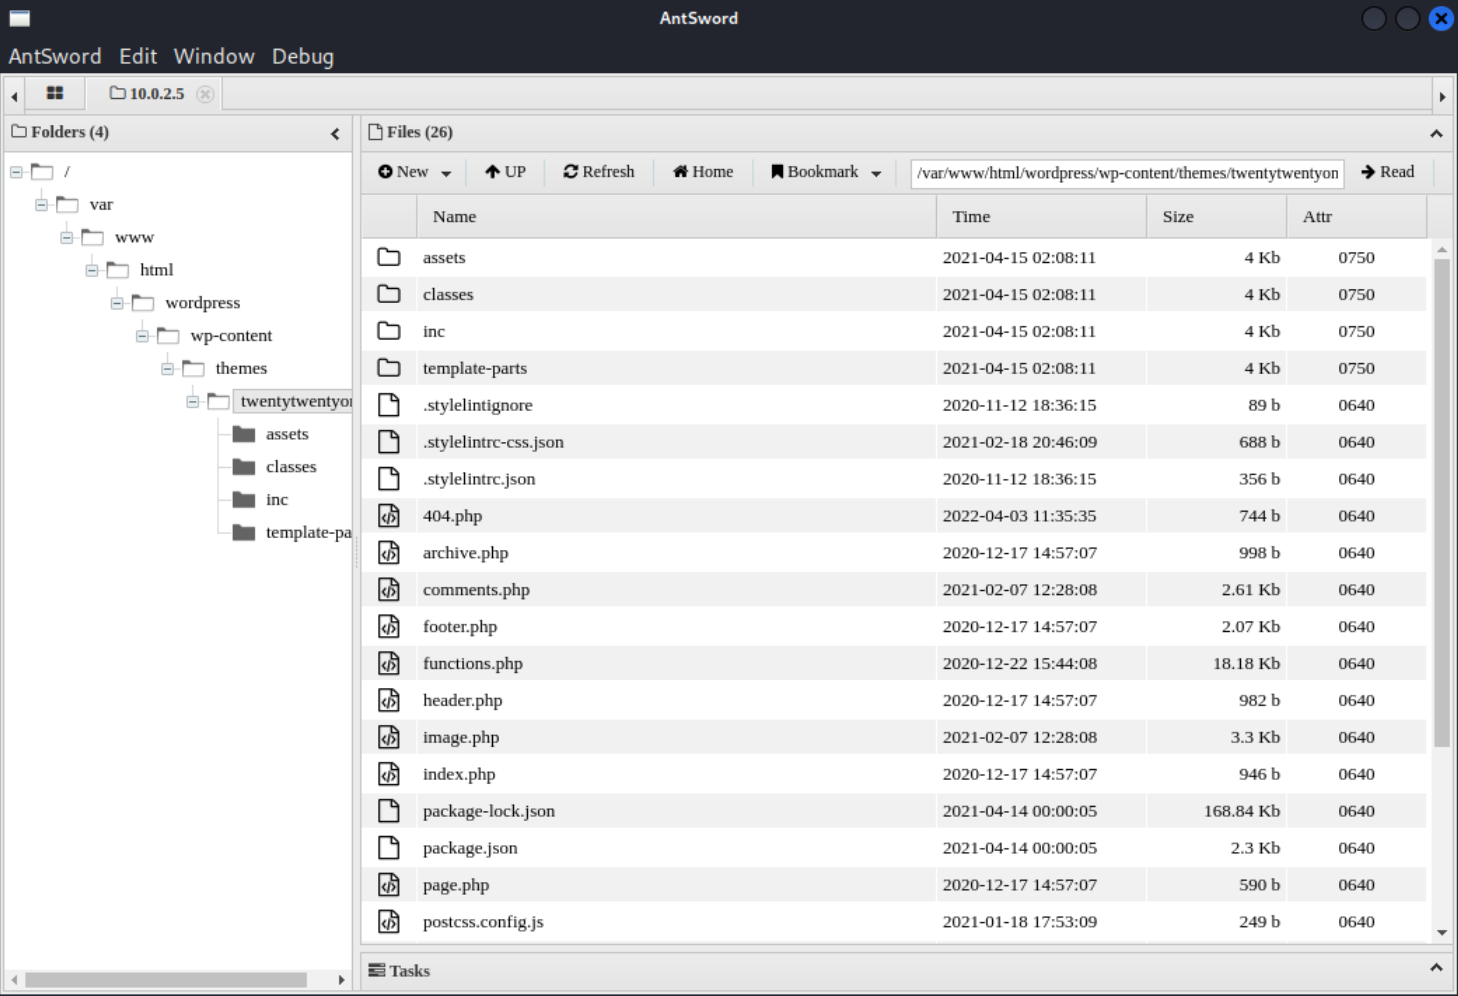 AntSword
AntSword Edit Window Debug
10.0.2.5
Folders (4)
/
var
www
html
wordpress
wp-content
themes
twentytwentyon
assets
classes
inc
template-pa
Files (26)
New UP Refresh Home Bookmark /var/www/html/wordpress/wp-content/themes/twentytwentyon Read
Name Time Size Attr
assets 2021-04-15 02:08:11 4 Kb 0750
classes 2021-04-15 02:08:11 4 Kb 0750
inc 2021-04-15 02:08:11 4 Kb 0750
template-parts 2021-04-15 02:08:11 4 Kb 0750
.stylelintignore 2020-11-12 18:36:15 89 b 0640
.stylelintrc-css.json 2021-02-18 20:46:09 688 b 0640
.stylelintrc.json 2020-11-12 18:36:15 356 b 0640
404.php 2022-04-03 11:35:35 744 b 0640
archive.php 2020-12-17 14:57:07 998 b 0640
comments.php 2021-02-07 12:28:08 2.61 Kb 0640
footer.php 2020-12-17 14:57:07 2.07 Kb 0640
functions.php 2020-12-22 15:44:08 18.18 Kb 0640
header.php 2020-12-17 14:57:07 982 b 0640
image.php 2021-02-07 12:28:08 3.3 Kb 0640
index.php 2020-12-17 14:57:07 946 b 0640
package-lock.json 2021-04-14 00:00:05 168.84 Kb 0640
package.json 2021-04-14 00:00:05 2.3 Kb 0640
page.php 2020-12-17 14:57:07 590 b 0640
postcss.config.js 2021-01-18 17:53:09 249 b 0640
Tasks